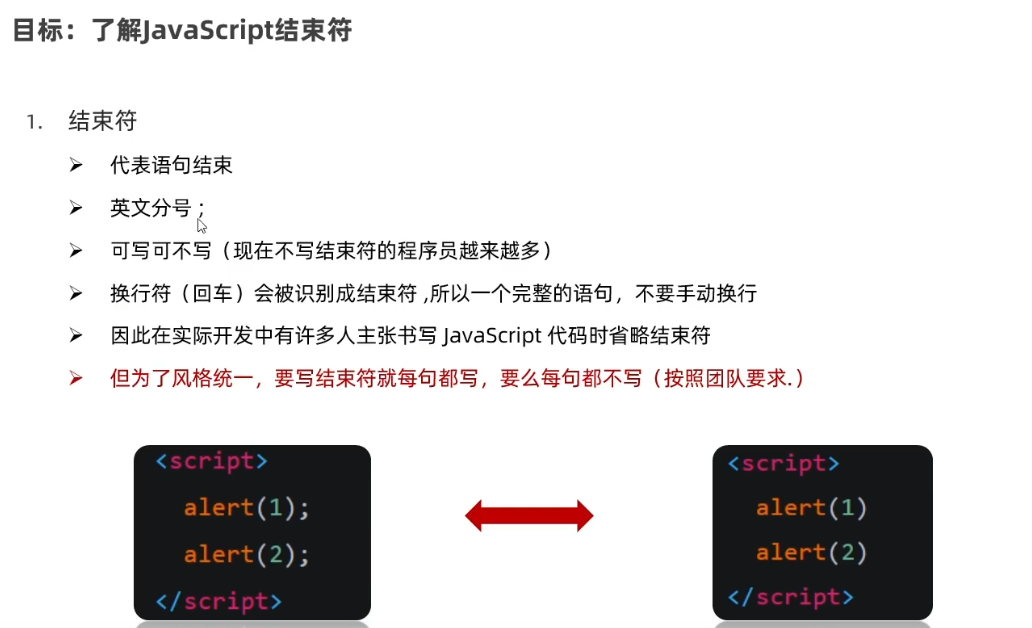 目标：了解JavaScript结束符
1. 结束符
➢ 代表语句结束
➢ 英文分号 ;
➢ 可写可不写（现在不写结束符的程序员越来越多）
➢ 换行符（回车）会被识别成结束符 ,所以一个完整的语句，不要手动换行
➢ 因此在实际开发中有许多人主张书写 JavaScript 代码时省略结束符
➢ 但为了风格统一，要写结束符就每句都写，要么每句都不写（按照团队要求.）
<script>
alert(1);
alert(2);
</script>
<script>
alert(1)
alert(2)
</script>